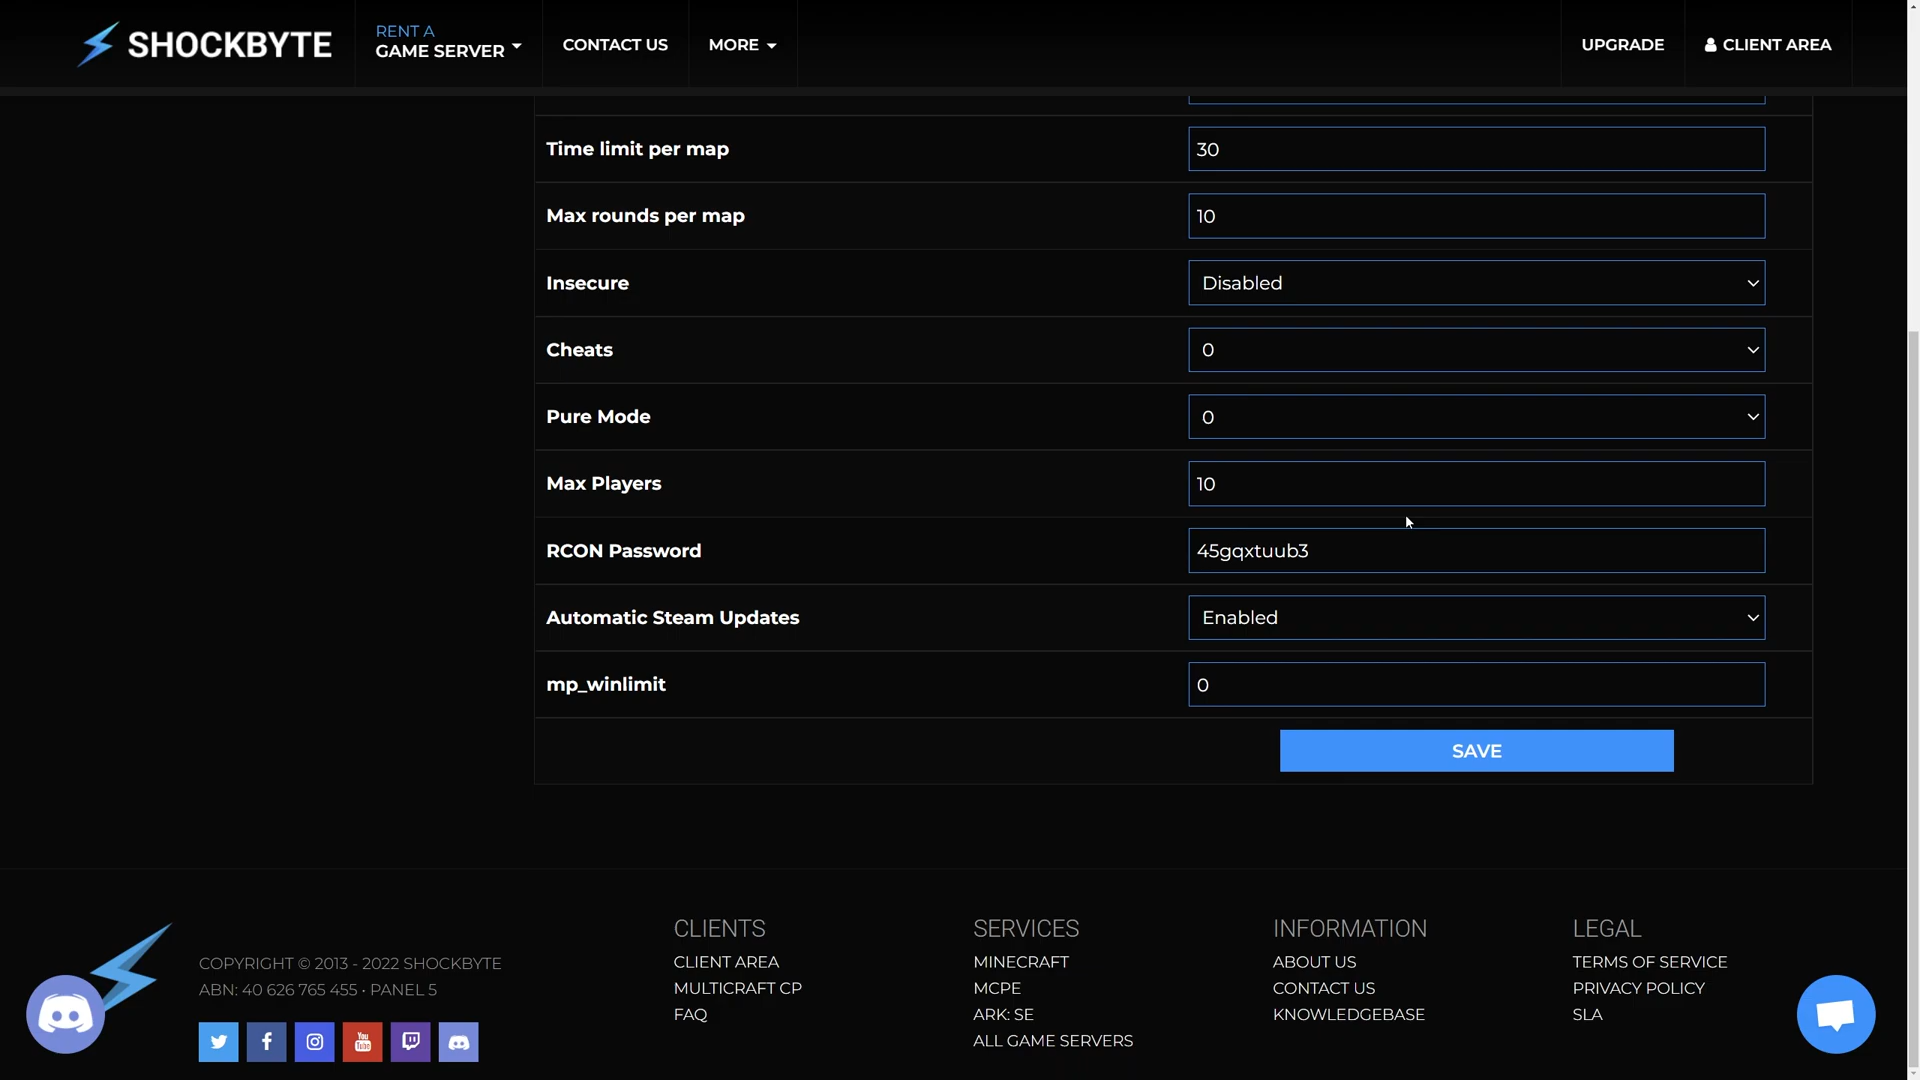 SHOCKBYTE
RENT A
GAME SERVER
CONTACT US
MORE
UPGRADE
CLIENT AREA
Time limit per map
30
Max rounds per map
10
Insecure
Disabled
Cheats
0
Pure Mode
0
Max Players
10
RCON Password
45gqxtuub3
Automatic Steam Updates
Enabled
mp_winlimit
0
SAVE
COPYRIGHT © 2013 - 2022 SHOCKBYTE
ABN: 40 626 765 455 • PANEL 5
You
Tube
CLIENTS
CLIENT AREA
MULTICRAFT CP
FAQ
SERVICES
MINECRAFT
MCPE
ARK: SE
ALL GAME SERVERS
INFORMATION
ABOUT US
CONTACT US
KNOWLEDGEBASE
LEGAL
TERMS OF SERVICE
PRIVACY POLICY
SLA